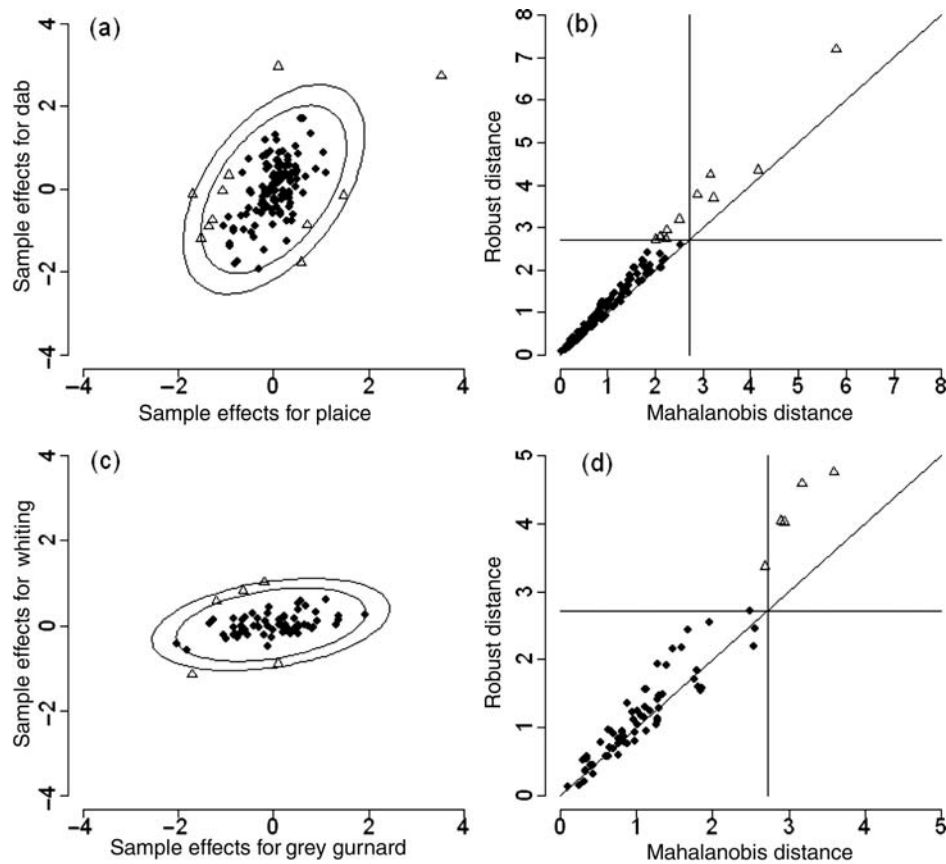 (a)
Sample effects for dab
4
2
0
−2
−4
−4 −2 0 2 4
Sample effects for plaice
(b)
Robust distance
8
7
6
5
4
3
2
1
0
0 1 2 3 4 5 6 7 8
Mahalanobis distance
(c)
Sample effects for whiting
4
2
0
−2
−4
−4 −2 0 2 4
Sample effects for grey gurnard
(d)
Robust distance
5
4
3
2
1
0
0 1 2 3 4 5
Mahalanobis distance